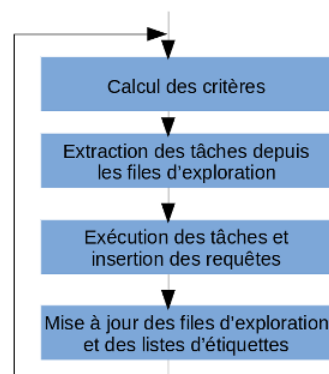 Calcul des critères
Extraction des tâches depuis
les files d'exploration
Exécution des tâches et
insertion des requêtes
Mise à jour des files d'exploration
et des listes d'étiquettes